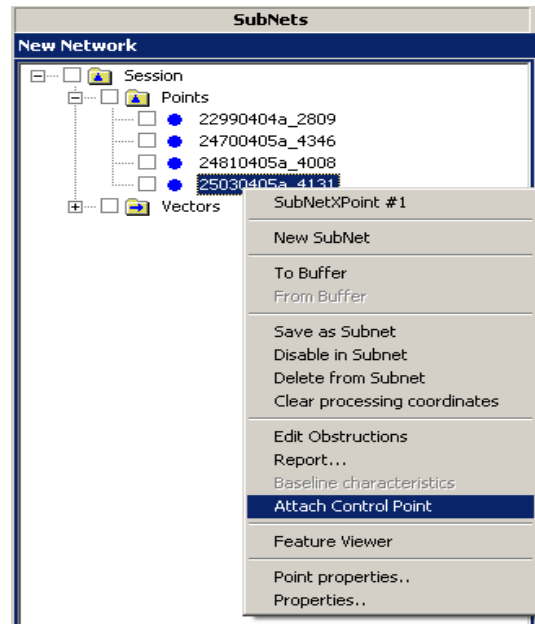 SubNets
New Network
Session
Points
22990404a_2809
24700405a_4346
24810405a_4008
25030405a_4131
Vectors
SubNetXPoint #1
New SubNet
To Buffer
From Buffer
Save as Subnet
Disable in Subnet
Delete from Subnet
Clear processing coordinates
Edit Obstructions
Report...
Baseline characteristics
Attach Control Point
Feature Viewer
Point properties..
Properties..